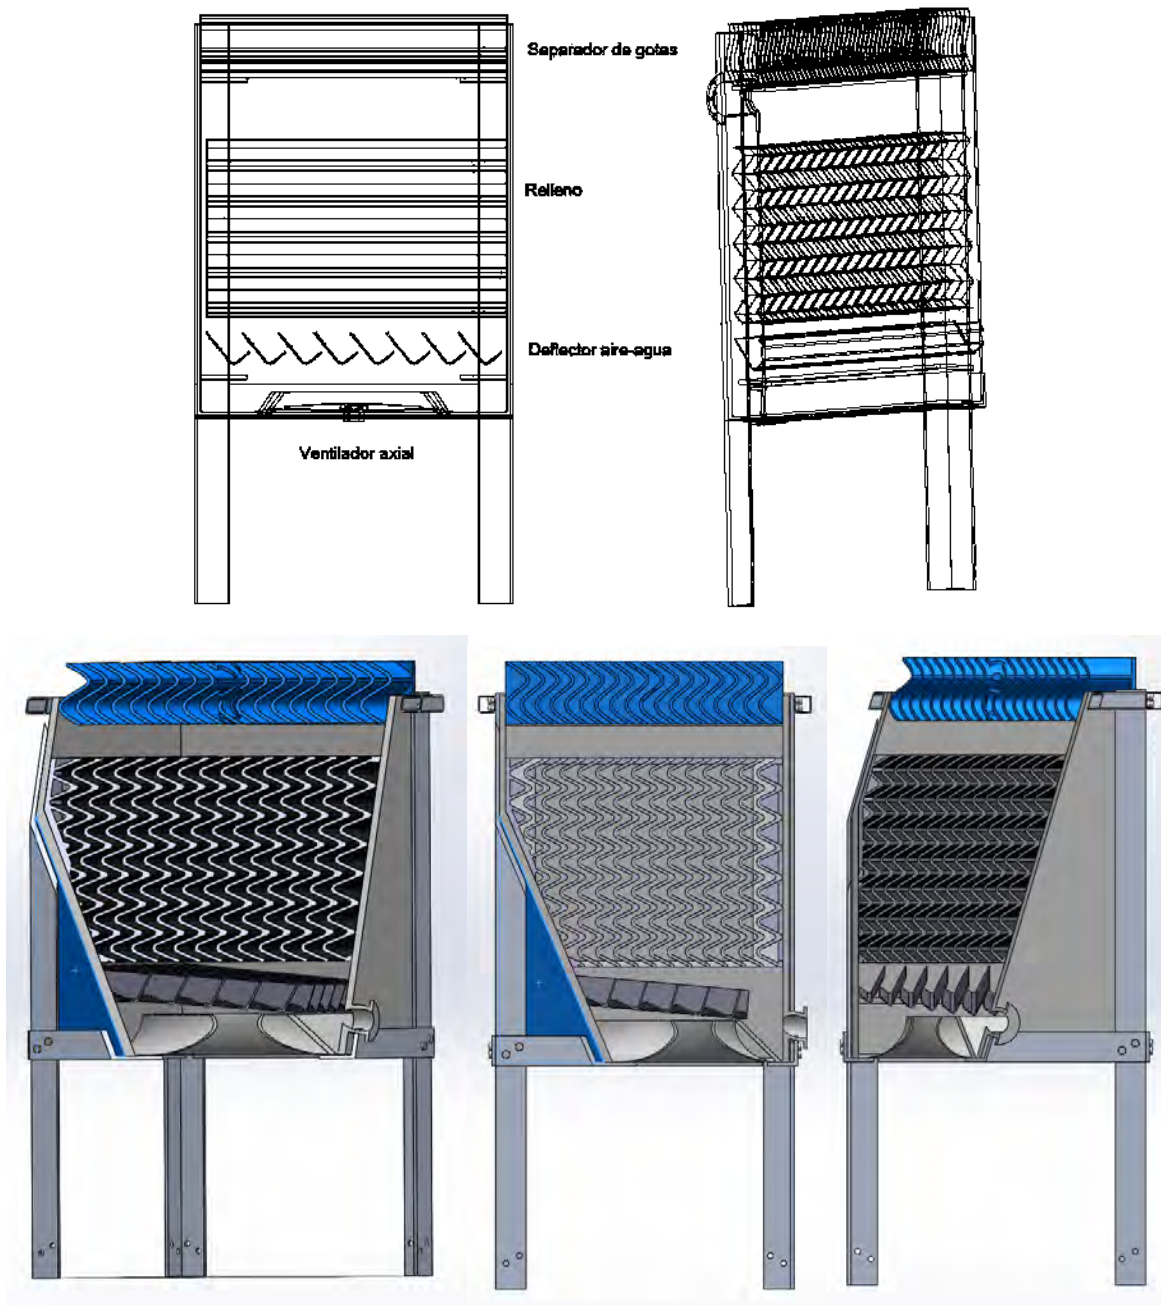 Separador de gotas
Relleno
Deflector aire-agua
Ventilador axial